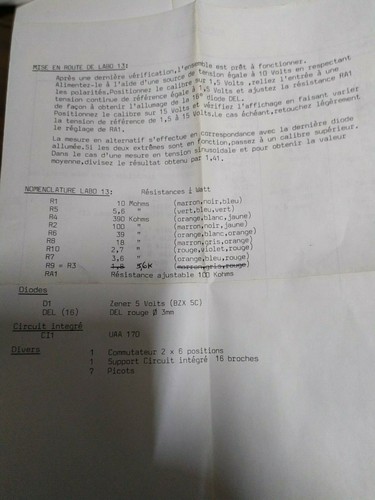 MISE EN ROUTE DE LABO 13:
Après une dernière vérification,l'ensemble est prêt à fonctionner.
Alimentez-le à l'aide d'une source de tension égale à 10 Volts en respectant
les polarités.Positionnez le calibre sur 1,5 Volts ,reliez l'entrée à une
tension continue de référence égale à 1,5 Volts et ajustez la résistance RA1
de façon à obtenir l'allumage de la 16° diode DEL.
Positionnez le calibre sur 15 Volts et vérifier l'affichage en faisant varier
la tension de référence de 1,5 à 15 Volts.Le cas échéant,retoucher légèrement
le réglage de RA1.
La mesure en alternatif s'effectue en correspondance avec la dernière diode
allumée.Si les deux extrêmes sont en fonction,passez à un calibre supérieur.
Dans le cas d'une mesure en tension sinusoidale et pour obtenir la valeur
moyenne,divisez le résultat obtenu par 1,41.
NOMENCLATURE LABO 13: Résistances ¼ Watt
R1 10 Mohms (marron,noir,bleu)
R5 5,6 " (vert,bleu,vert)
R4 390 Kohms (orange,blanc,jaune)
R2 100 " (marron,noir,jaune)
R6 39 " (orange,blanc,orange)
R8 18 " (marron,gris,orange)
R10 2,7 " (rouge,violet,rouge)
R7 3,6 " (orange,bleu,rouge)
R9 = R3 1,8 56K (marron,gris,rouge)
RA1 Résistance ajustable 100 Kohms
Diodes
D1 Zener 5 Volts (BZX 5C)
DEL (16) DEL rouge Ø 3mm
Circuit intégré
CI1 UAA 170
Divers
1 Commutateur 2 x 6 positions
1 Support Circuit intégré 16 broches
7 Picots